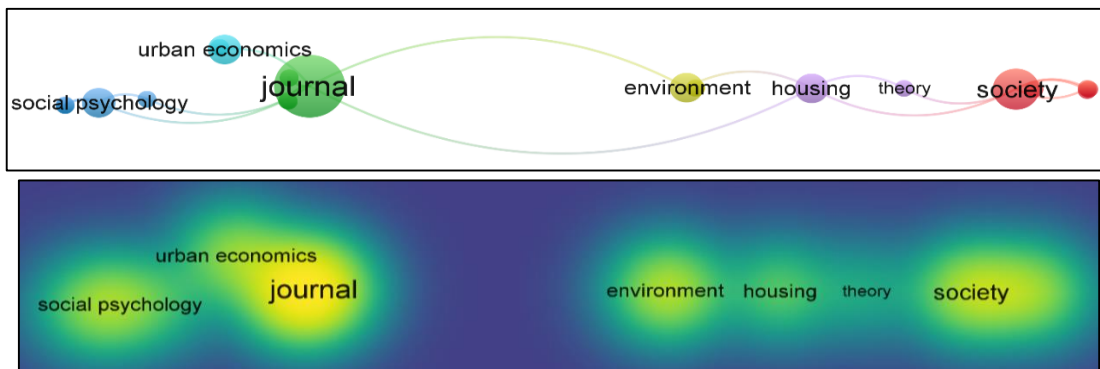 urban economics
journal
social psychology
environment
housing
theory
society
urban economics
journal
social psychology
environment
housing
theory
society